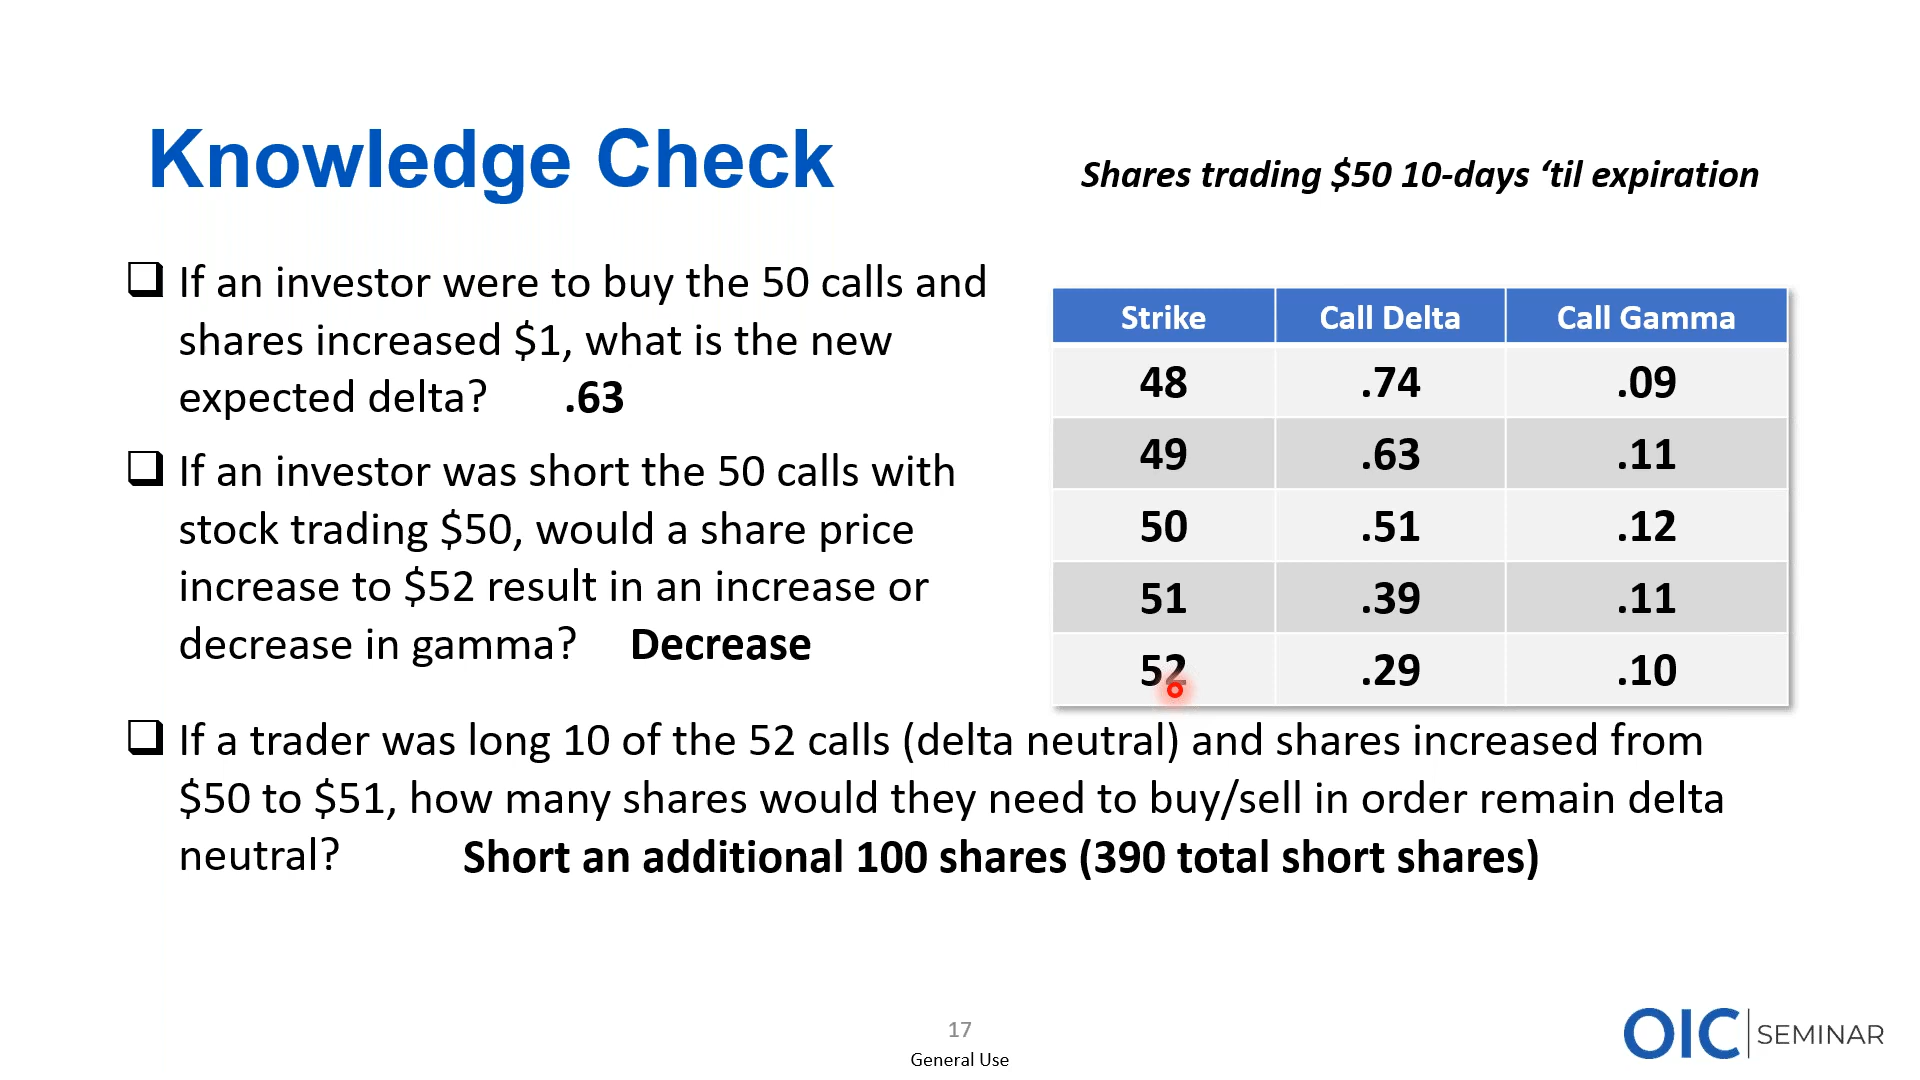 Knowledge Check
Shares trading $50 10-days ‘til expiration
If an investor were to buy the 50 calls and
shares increased $1, what is the new
expected delta? .63
If an investor was short the 50 calls with
stock trading $50, would a share price
increase to $52 result in an increase or
decrease in gamma? Decrease
Strike Call Delta Call Gamma
48 .74 .09
49 .63 .11
50 .51 .12
51 .39 .11
52 .29 .10
If a trader was long 10 of the 52 calls (delta neutral) and shares increased from
$50 to $51, how many shares would they need to buy/sell in order remain delta
neutral? Short an additional 100 shares (390 total short shares)
17
General Use
OIC SEMINAR